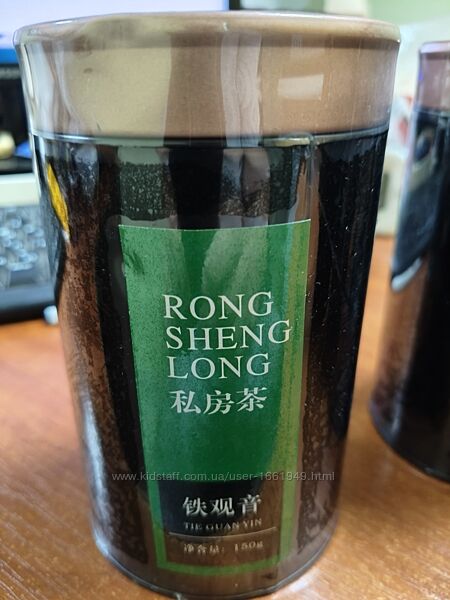 RONG
SHENG
LONG
私房茶
www.kidstaff.com.ua/user-1661949.html
铁观音
TIE GUAN YIN
净含量: 150g